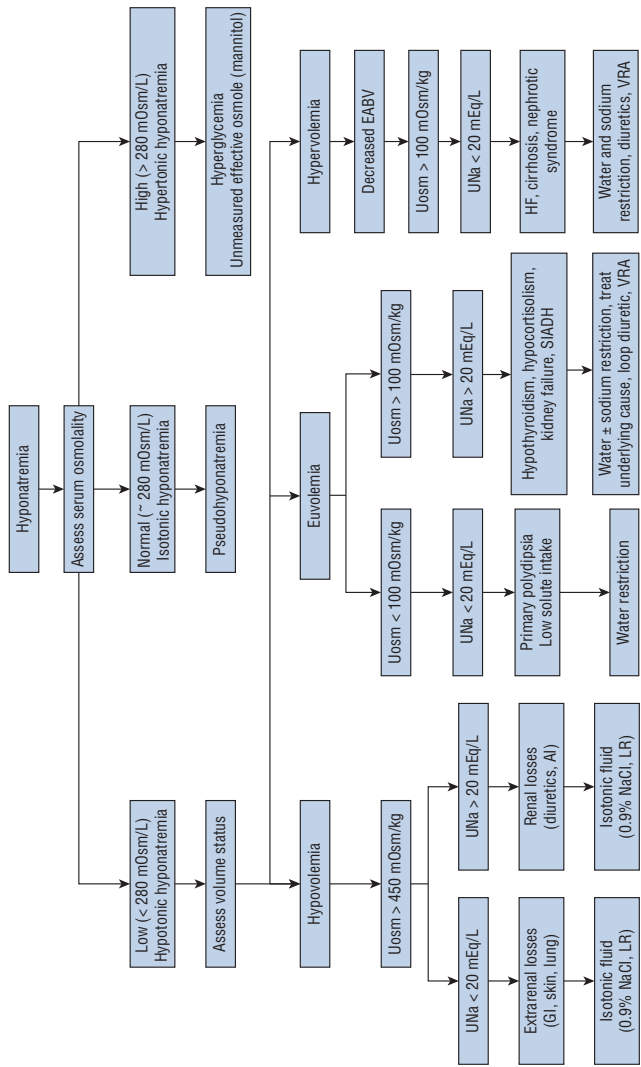 Hyponatremia
Assess serum osmolality
Low (< 280 mOsm/L)
Hypotonic hyponatremia
Normal (~ 280 mOsm/L)
Isotonic hyponatremia
High (> 280 mOsm/L)
Hypertonic hyponatremia
Assess volume status
Pseudohyponatremia
Hyperglycemia
Unmeasured effective osmole (mannitol)
Hypovolemia
Euvolemia
Hypervolemia
Uosm > 450 mOsm/kg
Uosm < 100 mOsm/kg
Uosm > 100 mOsm/kg
Decreased EABV
UNa < 20 mEq/L
UNa > 20 mEq/L
UNa < 20 mEq/L
UNa > 20 mEq/L
Uosm > 100 mOsm/kg
UNa < 20 mEq/L
Extrarenal losses
(GI, skin, lung)
Renal losses
(diuretics, AI)
Primary polydipsia
Low solute intake
Hypothyroidism,
hypocortisolism,
kidney failure, SIADH
HF, cirrhosis, nephrotic
syndrome
Isotonic fluid
(0.9% NaCl, LR)
Isotonic fluid
(0.9% NaCl, LR)
Water restriction
Water ± sodium restriction, treat
underlying cause, loop diuretic, VRA
Water and sodium
restriction, diuretics, VRA